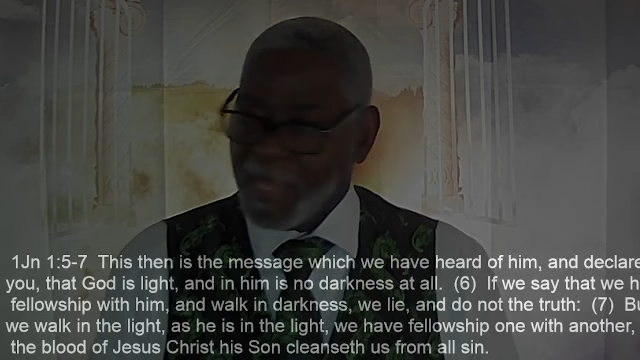 1Jn 1:5-7 This then is the message which we have heard of him, and declare
you, that God is light, and in him is no darkness at all. (6) If we say that we h
fellowship with him, and walk in darkness, we lie, and do not the truth: (7) Bu
we walk in the light, as he is in the light, we have fellowship one with another,
the blood of Jesus Christ his Son cleanseth us from all sin.